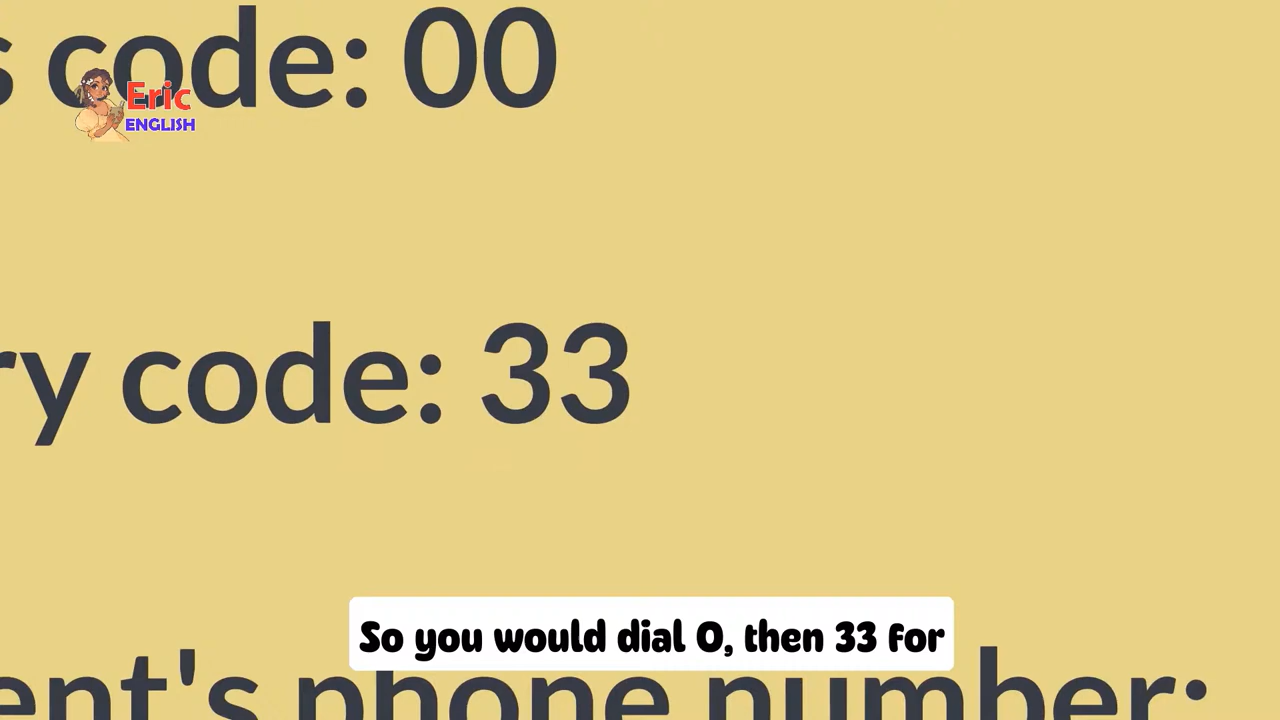 s code: 00
Eric
ENGLISH
ry code: 33
So you would dial 0, then 33 for
ent's phone number: